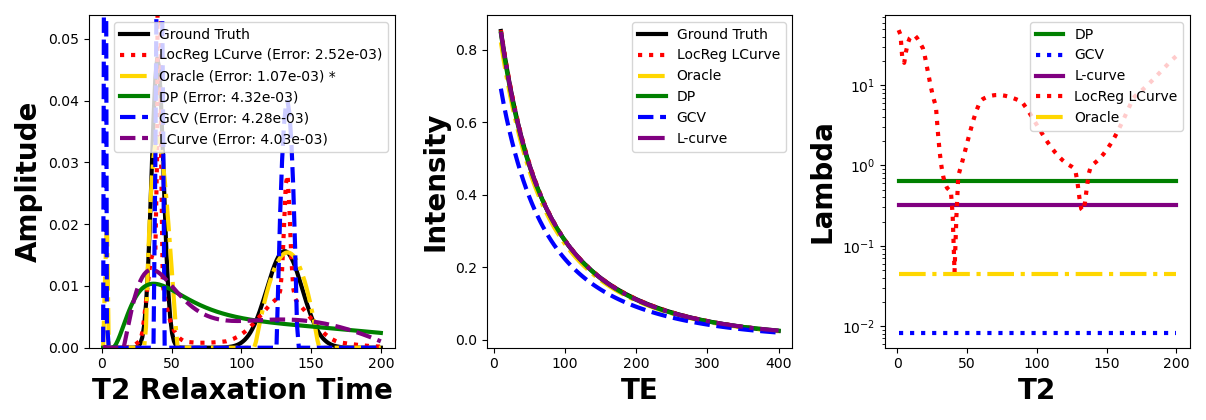 Amplitude
0.05
0.04
0.03
0.02
0.01
0.00
0
50
100
150
200
T2 Relaxation Time
Ground Truth
LocReg LCurve (Error: 2.52e-03)
Oracle (Error: 1.07e-03) *
DP (Error: 4.32e-03)
GCV (Error: 4.28e-03)
LCurve (Error: 4.03e-03)
Intensity
0.8
0.6
0.4
0.2
0.0
0
100
200
300
400
TE
Ground Truth
LocReg LCurve
Oracle
DP
GCV
L-curve
Lambda
10¹
10⁰
10⁻¹
10⁻²
0
50
100
150
200
T2
DP
GCV
L-curve
LocReg LCurve
Oracle